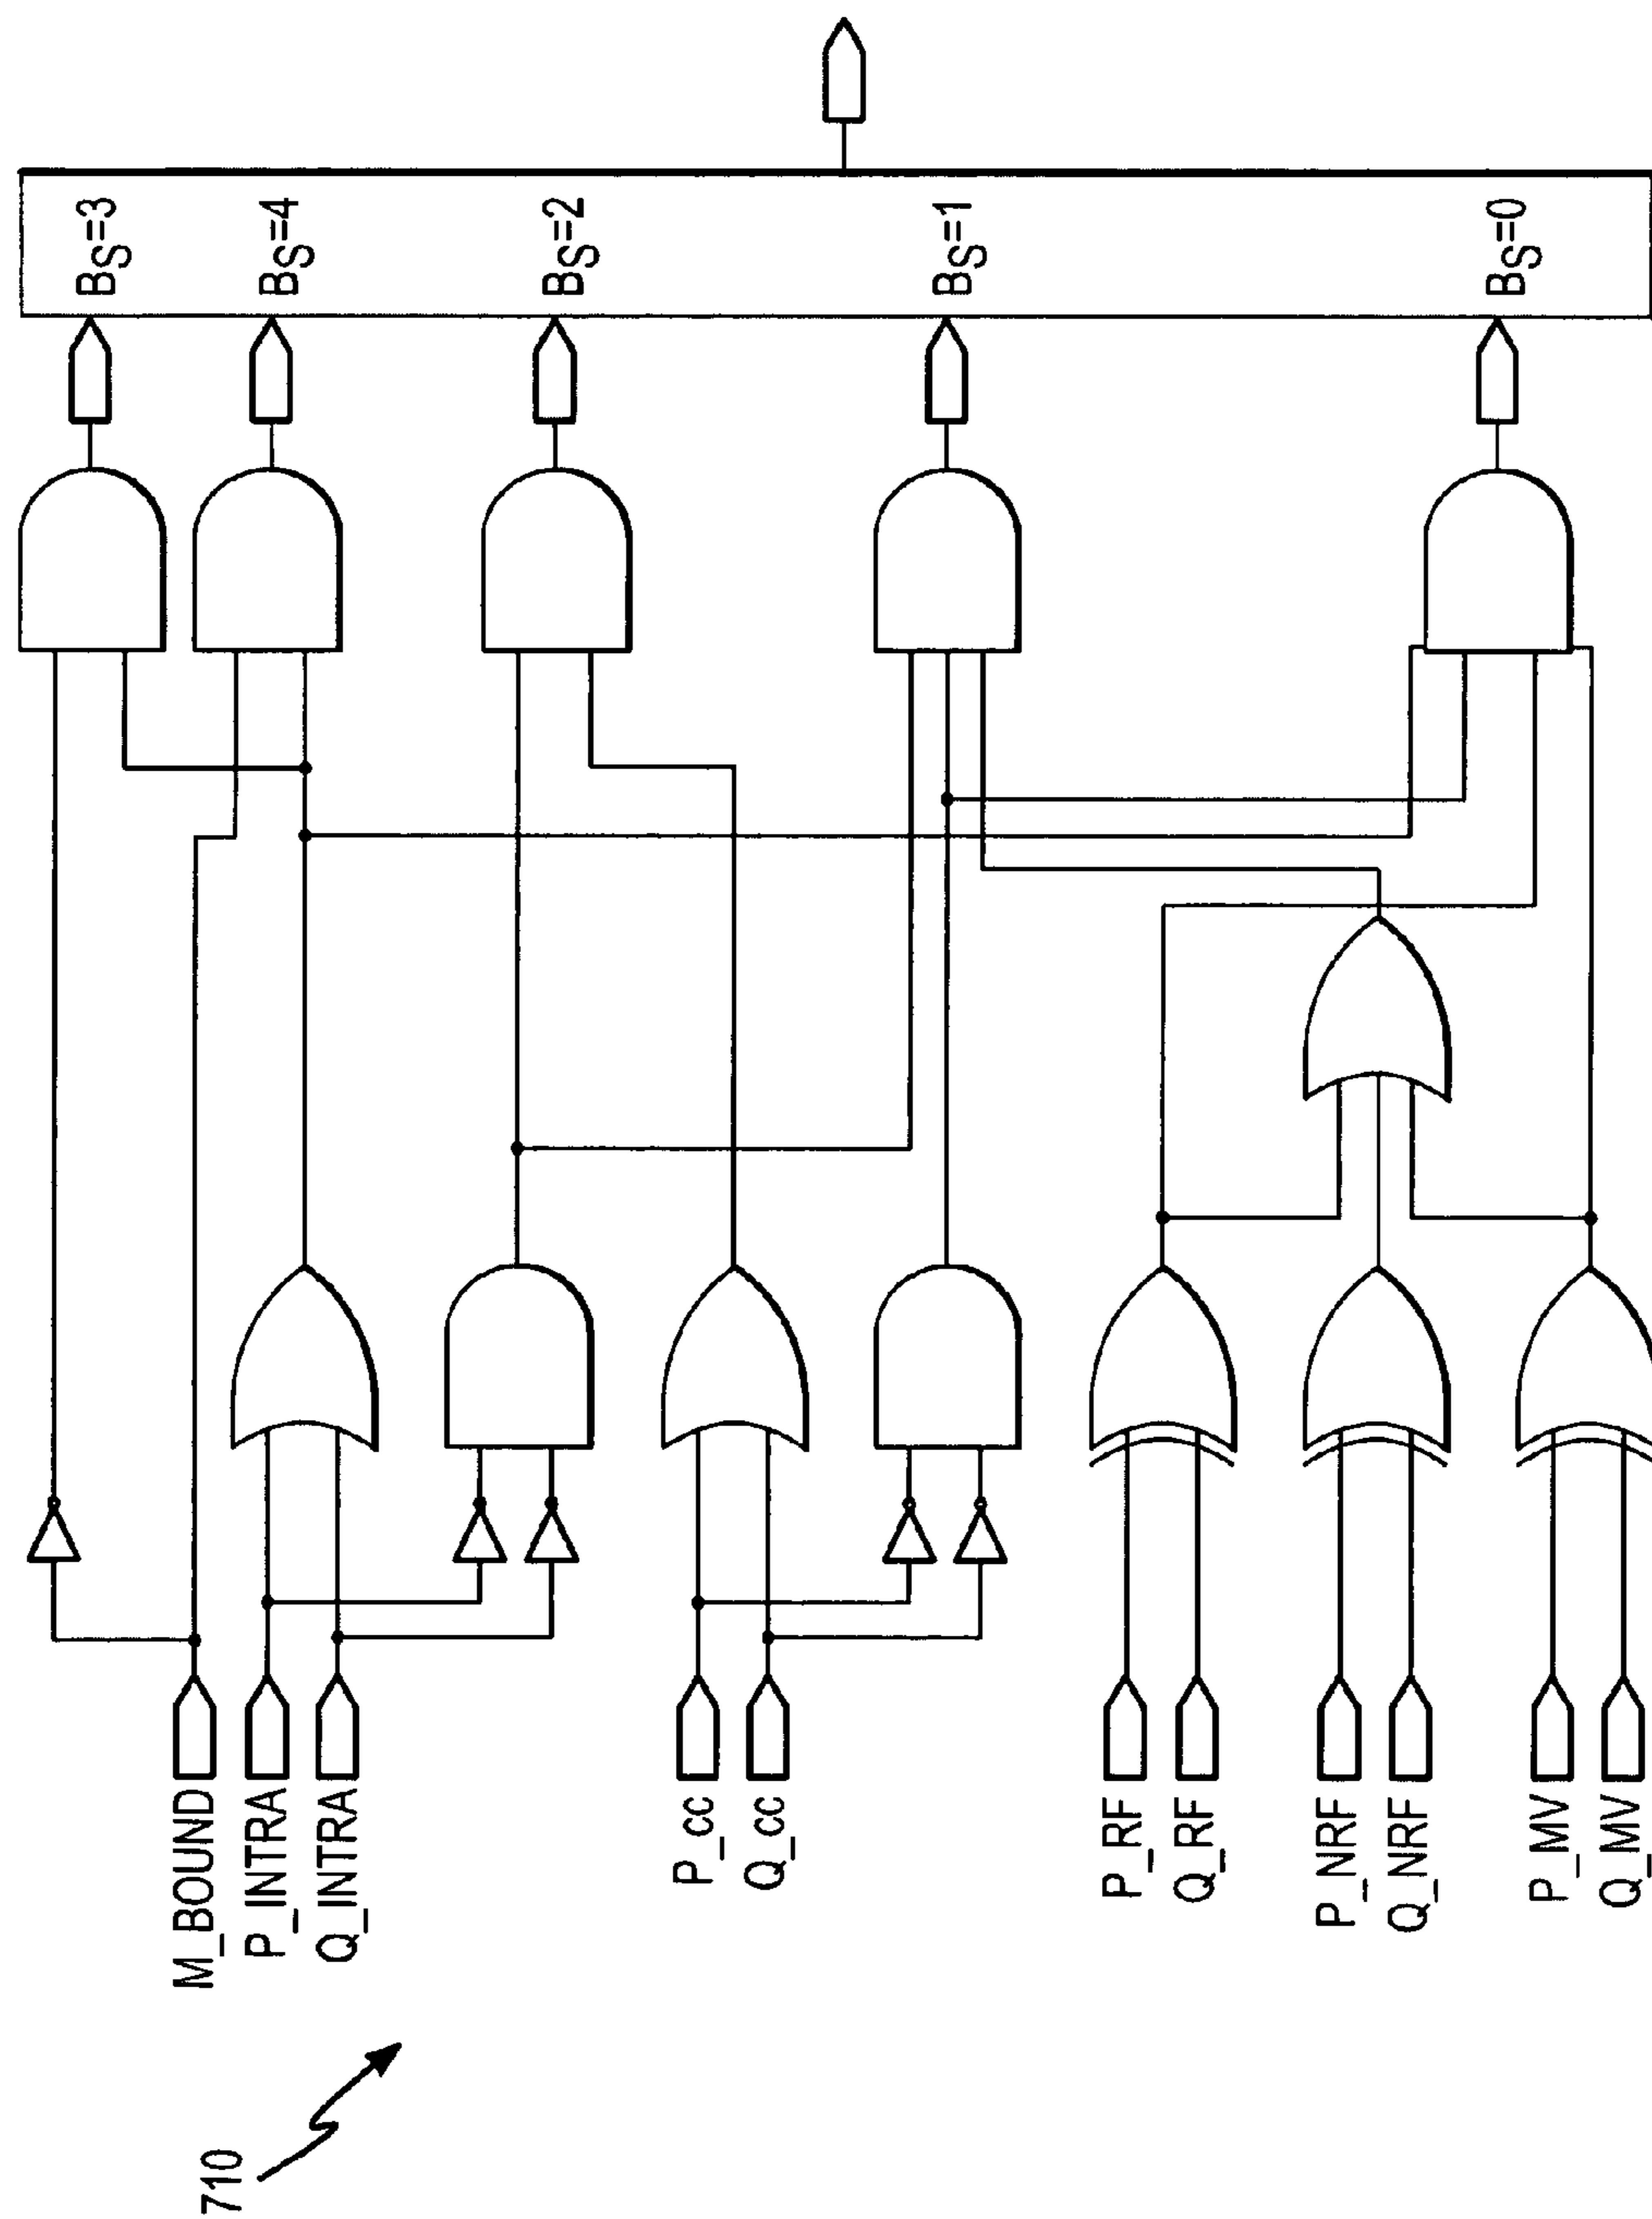 710
M_BOUND
P_INTRA
Q_INTRA
P_cc
Q_cc
P_RF
Q_RF
P_NRF
Q_NRF
P_MV
Q_MV
BS=3
BS=4
BS=2
BS=1
BS=0